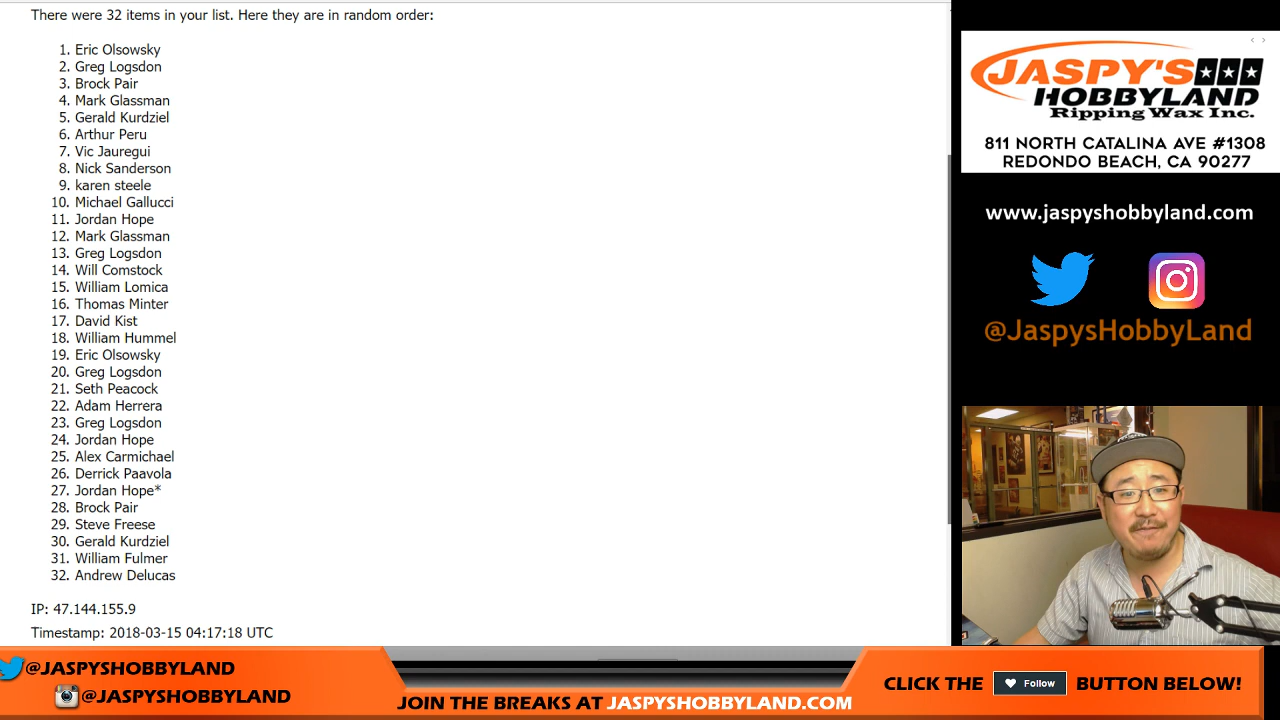 There were 32 items in your list. Here they are in random order:
1. Eric Olsowsky
2. Greg Logsdon
3. Brock Pair
4. Mark Glassman
5. Gerald Kurdziel
6. Arthur Peru
7. Vic Jauregui
8. Nick Sanderson
9. karen steele
10. Michael Gallucci
11. Jordan Hope
12. Mark Glassman
13. Greg Logsdon
14. Will Comstock
15. William Lomica
16. Thomas Minter
17. David Kist
18. William Hummel
19. Eric Olsowsky
20. Greg Logsdon
21. Seth Peacock
22. Adam Herrera
23. Greg Logsdon
24. Jordan Hope
25. Alex Carmichael
26. Derrick Paavola
27. Jordan Hope*
28. Brock Pair
29. Steve Freese
30. Gerald Kurdziel
31. William Fulmer
32. Andrew Delucas
IP: 47.144.155.9
Timestamp: 2018-03-15 04:17:18 UTC
JASPY'S
HOBBYLAND
Ripping Wax Inc.
811 NORTH CATALINA AVE #1308
REDONDO BEACH, CA 90277
www.jaspyshobbyland.com
@JaspysHobbyLand
@JASPYSHOBBYLAND
@JASPYSHOBBYLAND
JOIN THE BREAKS AT JASPYSHOBBYLAND.COM
CLICK THE Follow BUTTON BELOW!